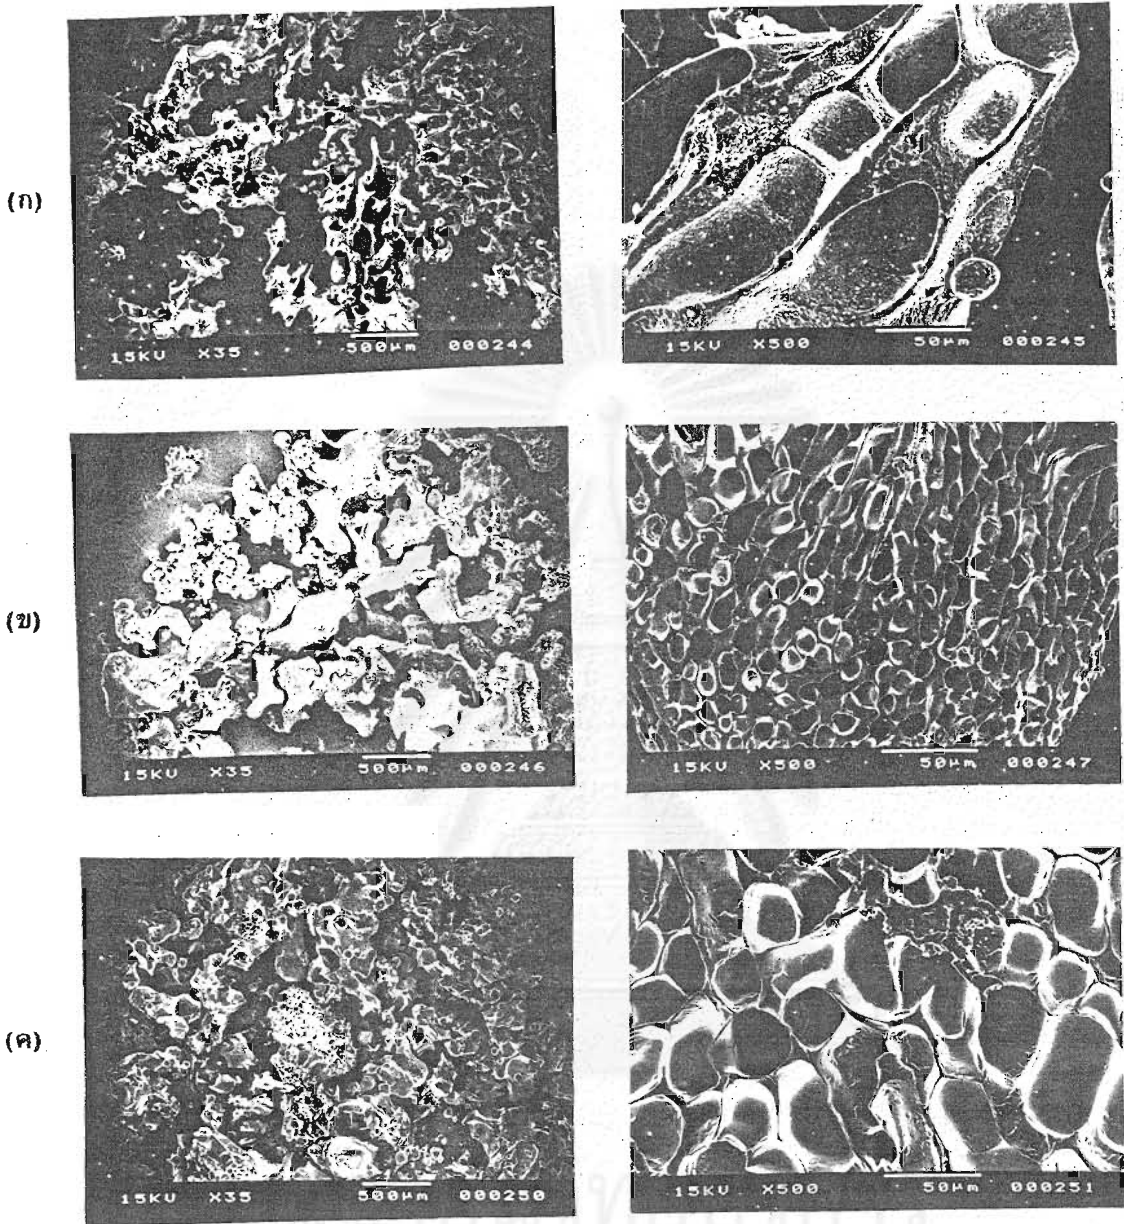 (ก)
15KU X35 500µm 000244
15KU X500 50µm 000245
(ข)
15KU X35 500µm 000246
15KU X500 50µm 000247
(ค)
15KU X35 500µm 000250
15KU X500 50µm 000251